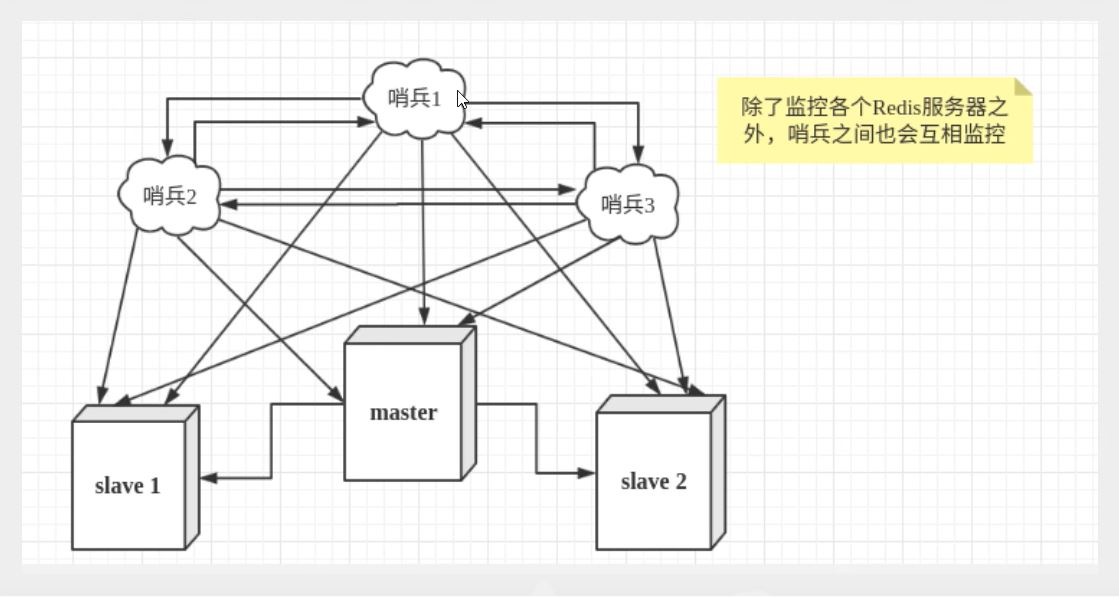 哨兵1
除了监控各个Redis服务器之
外，哨兵之间也会互相监控
哨兵2
哨兵3
master
slave 1
slave 2